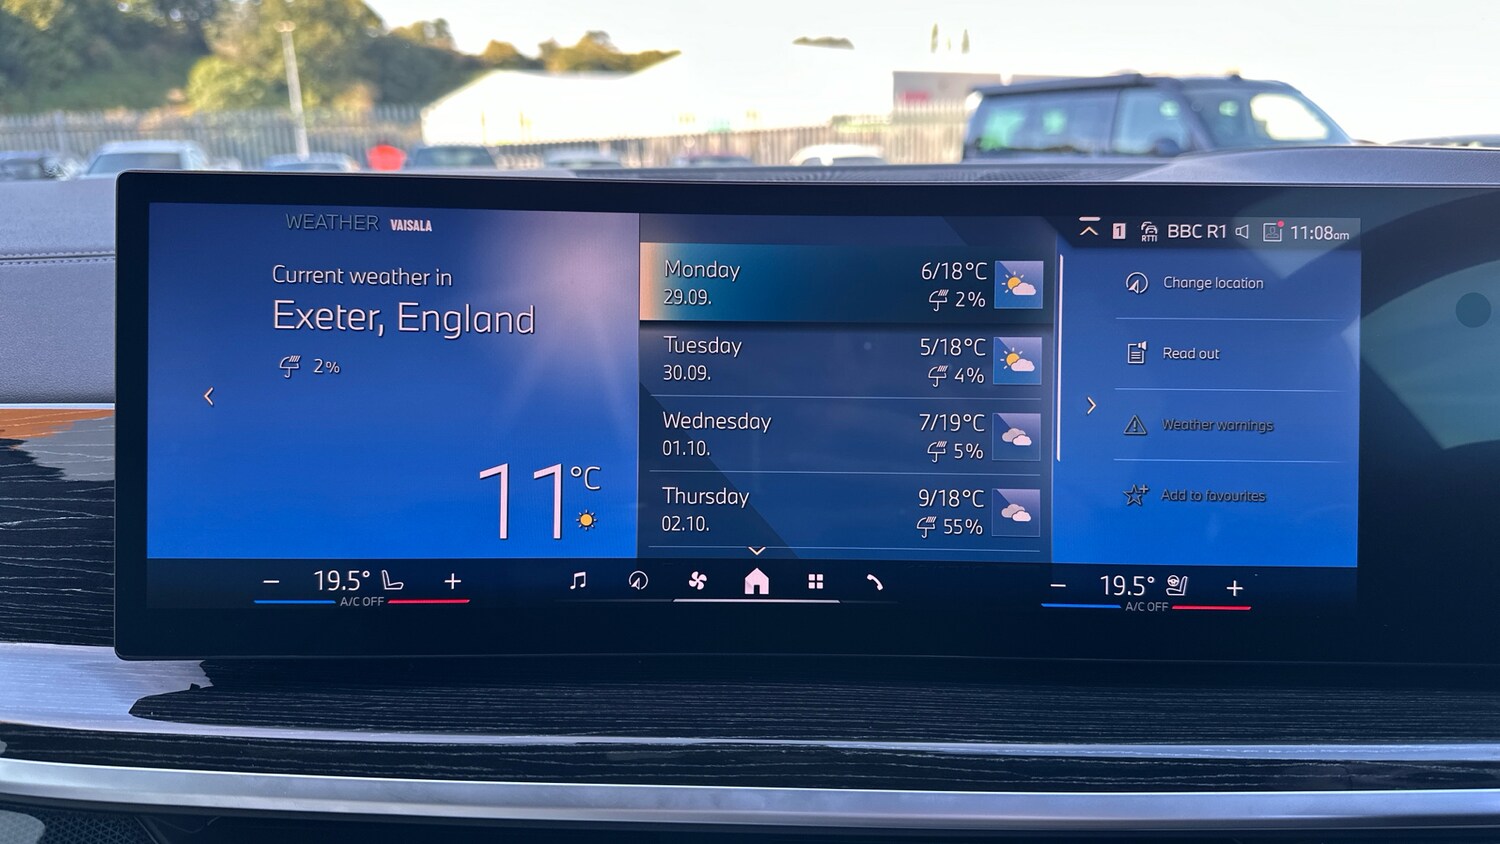 WEATHER VAISALA
Current weather in
Exeter, England
2%
11°C
Monday 6/18°C
29.09. 2%
Tuesday 5/18°C
30.09. 4%
Wednesday 7/19°C
01.10. 5%
Thursday 9/18°C
02.10. 55%
1 RTTI BBC R1 11:08am
Change location
Read out
Weather warnings
Add to favourites
− 19.5° +
A/C OFF
− 19.5° +
A/C OFF